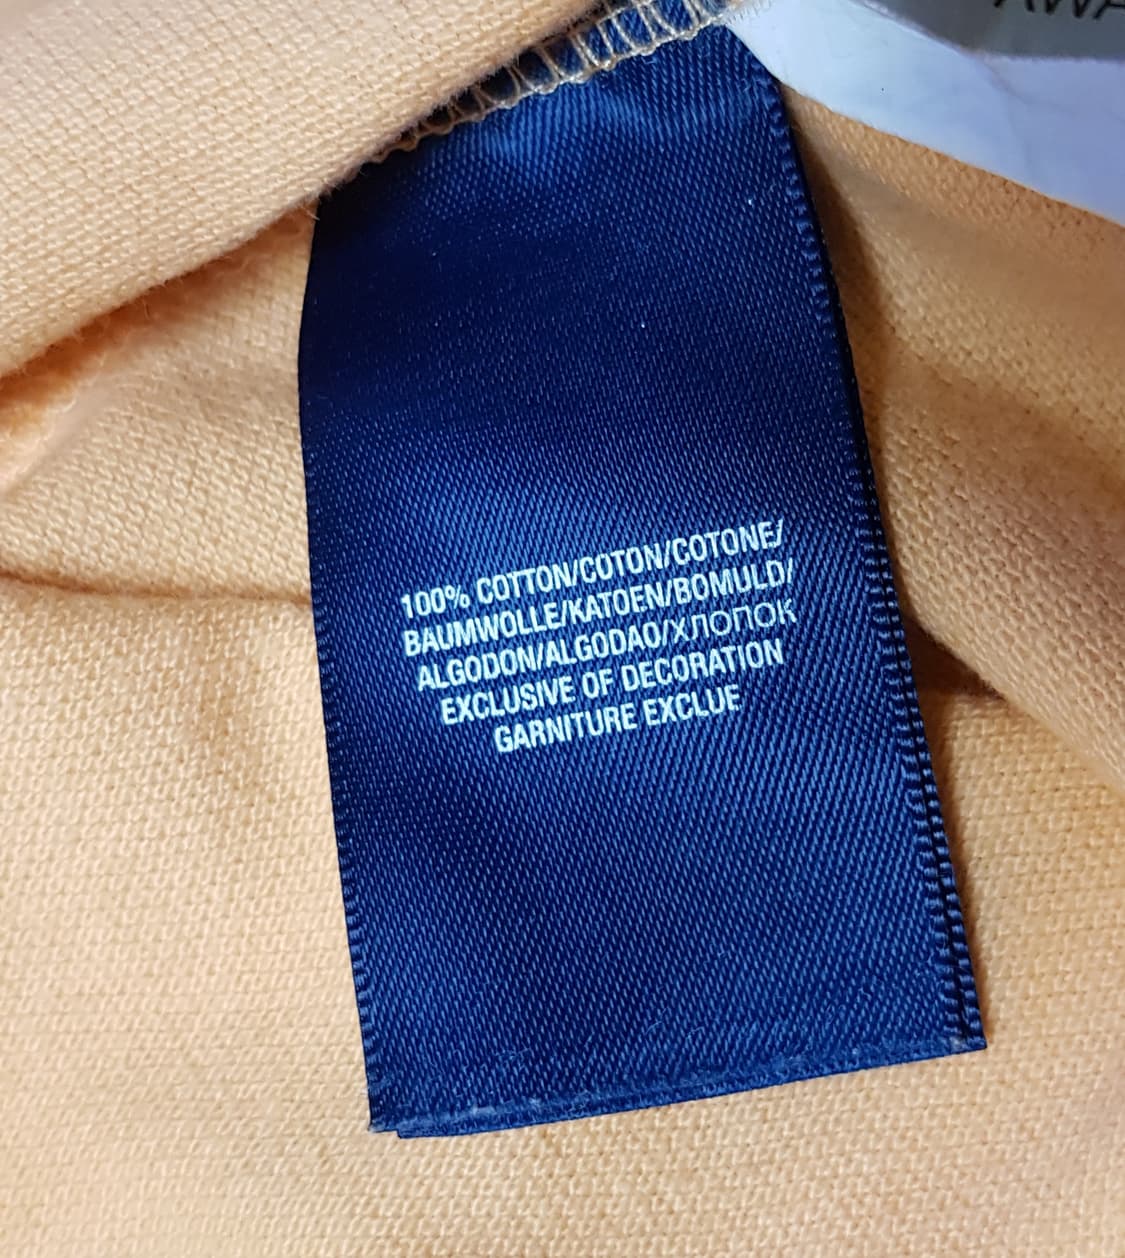 100% COTTON/COTON/COTONE/
BAUMWOLLE/KATOEN/BOMULD/
ALGODON/ALGODAO/ХЛОПОК
EXCLUSIVE OF DECORATION
GARNITURE EXCLUE